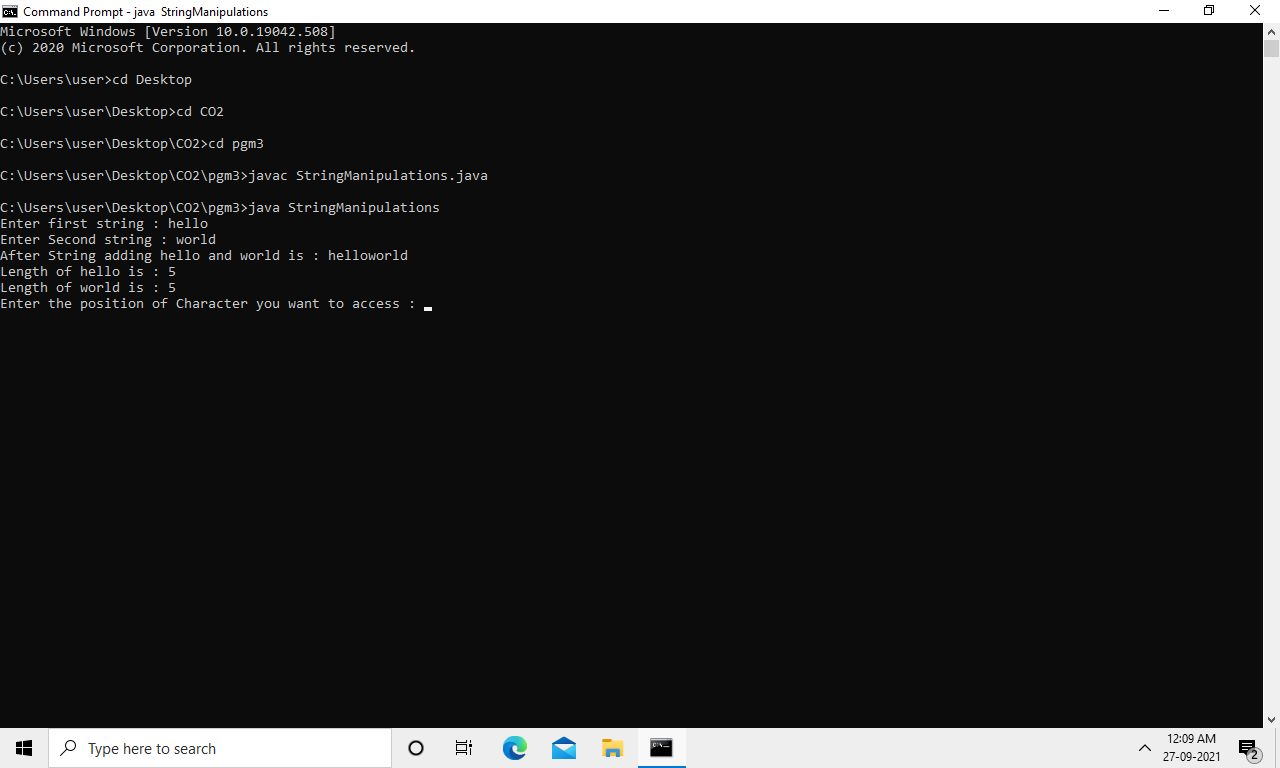 Command Prompt - java StringManipulations
Microsoft Windows [Version 10.0.19042.508]
(c) 2020 Microsoft Corporation. All rights reserved.
C:\Users\user>cd Desktop
C:\Users\user\Desktop>cd CO2
C:\Users\user\Desktop\CO2>cd pgm3
C:\Users\user\Desktop\CO2\pgm3>javac StringManipulations.java
C:\Users\user\Desktop\CO2\pgm3>java StringManipulations
Enter first string : hello
Enter Second string : world
After String adding hello and world is : helloworld
Length of hello is : 5
Length of world is : 5
Enter the position of Character you want to access :
Type here to search
12:09 AM
27-09-2021
2